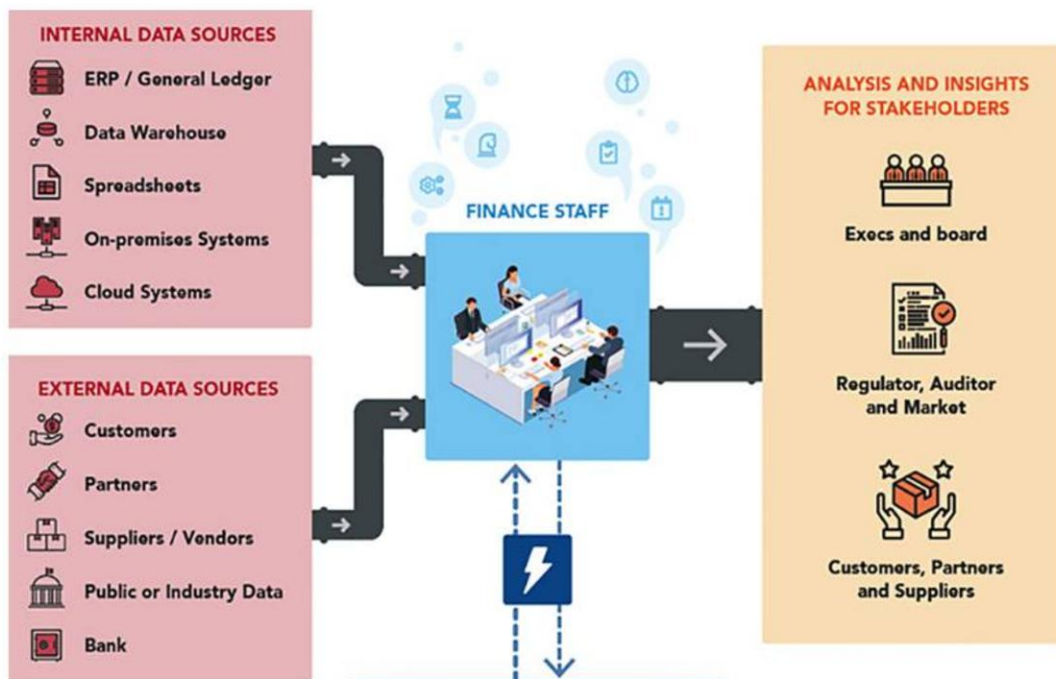 INTERNAL DATA SOURCES
ERP / General Ledger
Data Warehouse
Spreadsheets
On-premises Systems
Cloud Systems
EXTERNAL DATA SOURCES
Customers
Partners
Suppliers / Vendors
Public or Industry Data
Bank
FINANCE STAFF
ANALYSIS AND INSIGHTS
FOR STAKEHOLDERS
Execs and board
Regulator, Auditor
and Market
Customers, Partners
and Suppliers